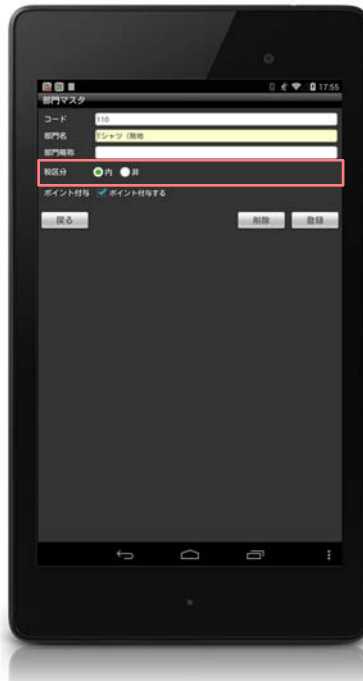 17:55
部門マスタ
コード 110
部門名 Tシャツ（無地
部門略称
税区分 内 非
ポイント付与 ポイント付与する
戻る 削除 登録